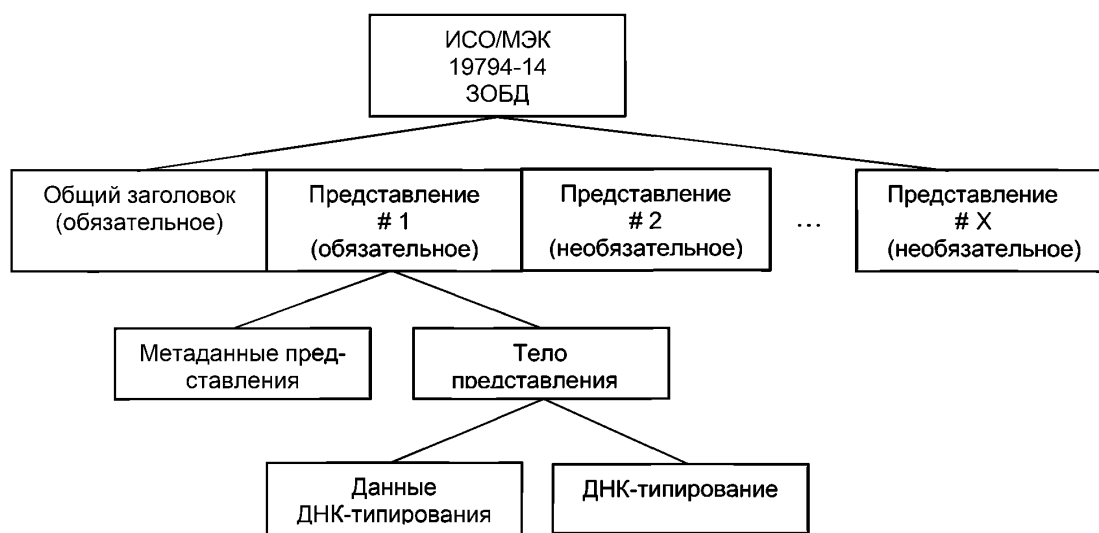 ИСО/МЭК
19794-14
ЗОБД
Общий заголовок
(обязательное)
Представление
# 1
(обязательное)
Представление
# 2
(необязательное)
...
Представление
# X
(необязательное)
Метаданные пред-
ставления
Тело
представления
Данные
ДНК-типирования
ДНК-типирование